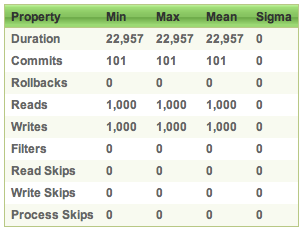 Property Min Max Mean Sigma
Duration 22,957 22,957 22,957 0
Commits 101 101 101 0
Rollbacks 0 0 0 0
Reads 1,000 1,000 1,000 0
Writes 1,000 1,000 1,000 0
Filters 0 0 0 0
Read Skips 0 0 0 0
Write Skips 0 0 0 0
Process Skips 0 0 0 0